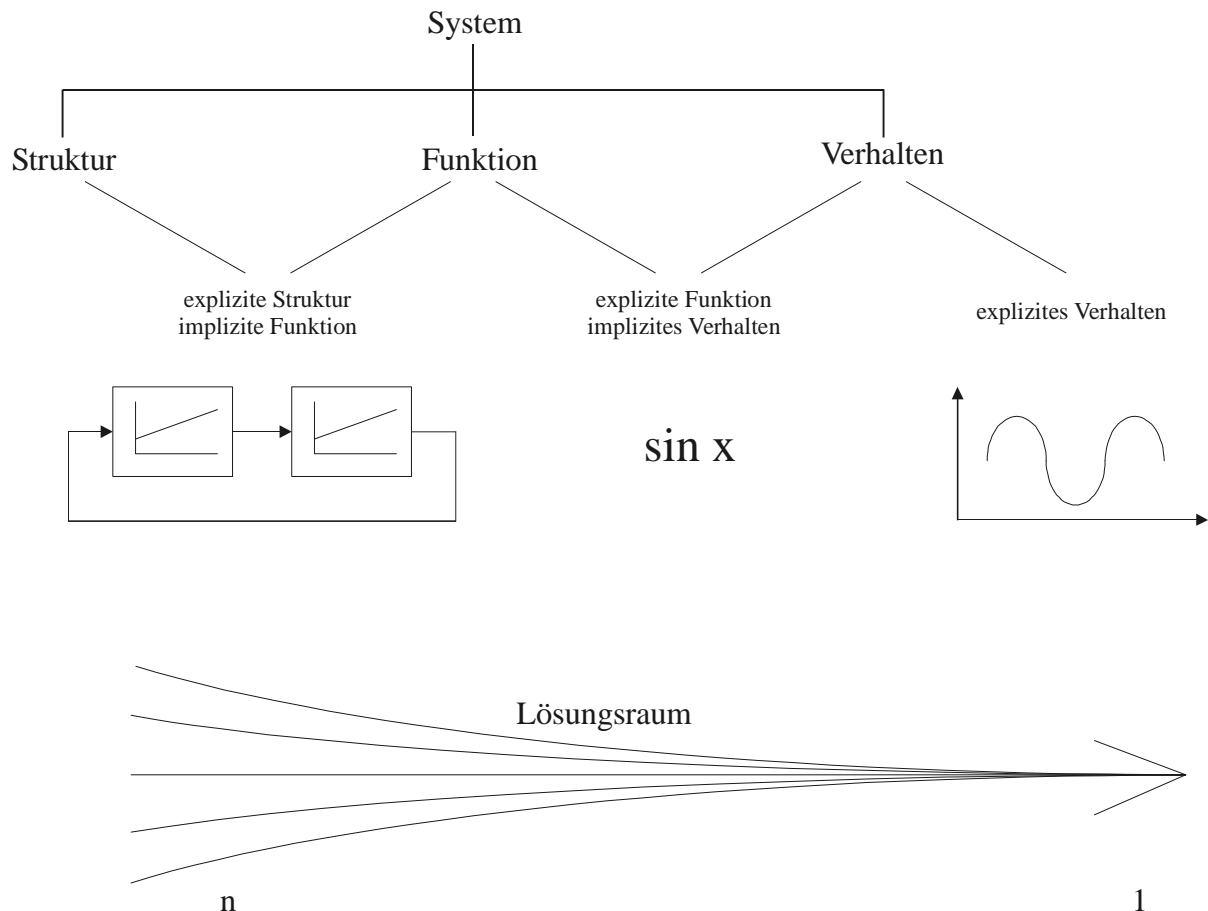 System
Struktur
Funktion
Verhalten
explizite Struktur
implizite Funktion
explizite Funktion
implizites Verhalten
explizites Verhalten
sin x
Lösungsraum
n
1